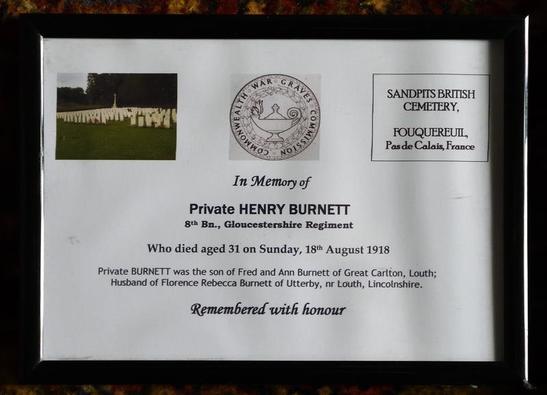 COMMONWEALTH WAR GRAVES COMMISSION
SANDPITS BRITISH
CEMETERY,
FOUQUEREUIL,
Pas de Calais, France
In Memory of
Private HENRY BURNETT
8th Bn., Gloucestershire Regiment
Who died aged 31 on Sunday, 18th August 1918
Private BURNETT was the son of Fred and Ann Burnett of Great Carlton, Louth;
Husband of Florence Rebecca Burnett of Utterby, nr Louth, Lincolnshire.
Remembered with honour